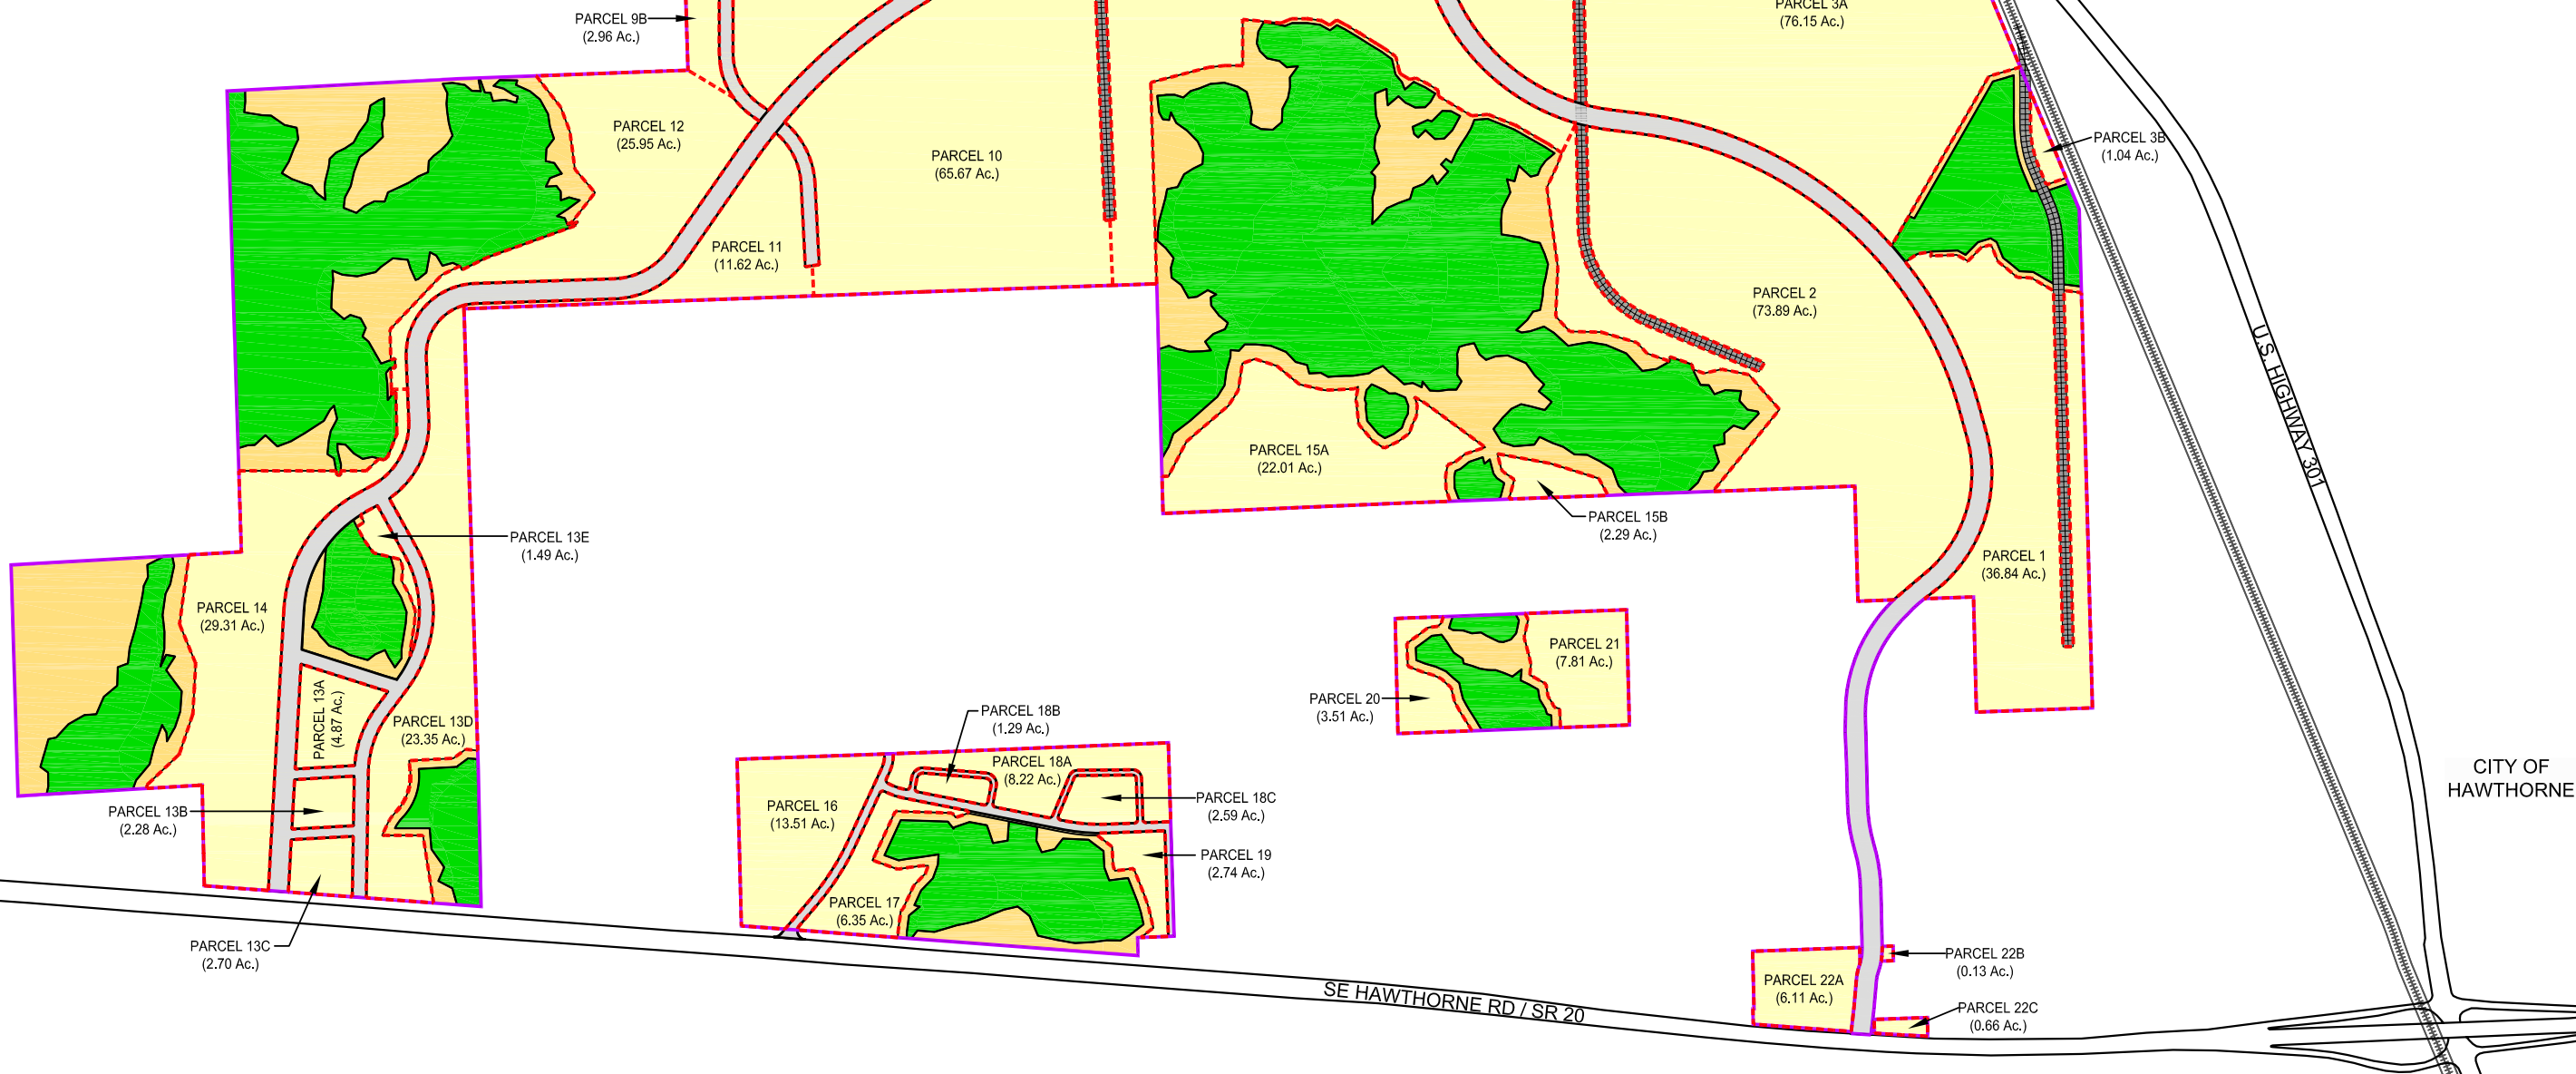 PARCEL 3A
(76.15 Ac.)
PARCEL 9B
(2.96 Ac.)
PARCEL 12
(25.95 Ac.)
PARCEL 10
(65.67 Ac.)
PARCEL 3B
(1.04 Ac.)
PARCEL 11
(11.62 Ac.)
PARCEL 2
(73.89 Ac.)
U.S. HIGHWAY 301
PARCEL 15A
(22.01 Ac.)
PARCEL 15B
(2.29 Ac.)
PARCEL 13E
(1.49 Ac.)
PARCEL 1
(36.84 Ac.)
PARCEL 14
(29.31 Ac.)
PARCEL 21
(7.81 Ac.)
PARCEL 20
(3.51 Ac.)
PARCEL 13A
(4.87 Ac.)
PARCEL 13D
(23.35 Ac.)
PARCEL 18B
(1.29 Ac.)
PARCEL 18A
(8.22 Ac.)
CITY OF
HAWTHORNE
PARCEL 16
(13.51 Ac.)
PARCEL 18C
(2.59 Ac.)
PARCEL 13B
(2.28 Ac.)
PARCEL 19
(2.74 Ac.)
PARCEL 17
(6.35 Ac.)
PARCEL 13C
(2.70 Ac.)
PARCEL 22B
(0.13 Ac.)
PARCEL 22A
(6.11 Ac.)
SE HAWTHORNE RD / SR 20
PARCEL 22C
(0.66 Ac.)